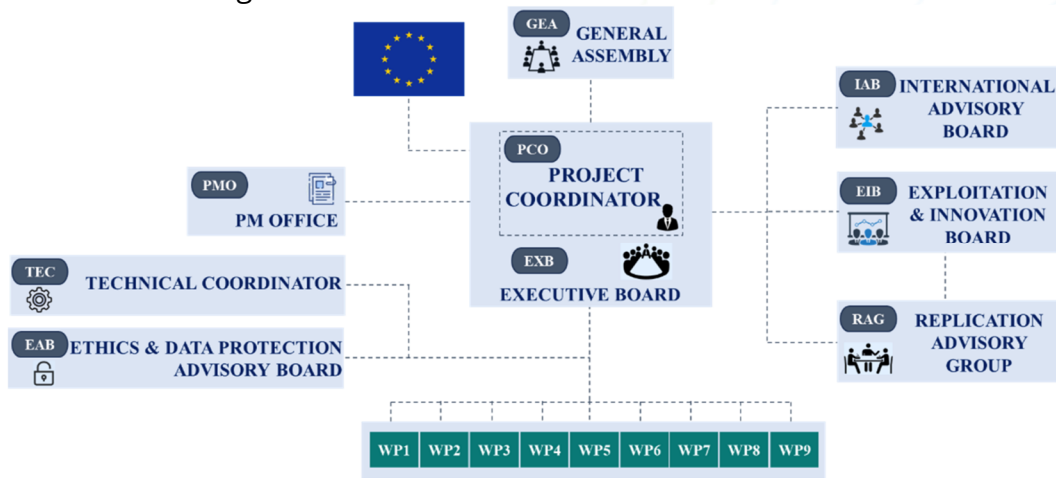 GEA
GENERAL
ASSEMBLY
IAB
INTERNATIONAL
ADVISORY
BOARD
PCO
PROJECT
COORDINATOR
PMO
PM OFFICE
EIB
EXPLOITATION
& INNOVATION
BOARD
EXB
EXECUTIVE BOARD
TEC
TECHNICAL COORDINATOR
RAG
REPLICATION
ADVISORY
GROUP
EAB
ETHICS & DATA PROTECTION
ADVISORY BOARD
WP1 WP2 WP3 WP4 WP5 WP6 WP7 WP8 WP9